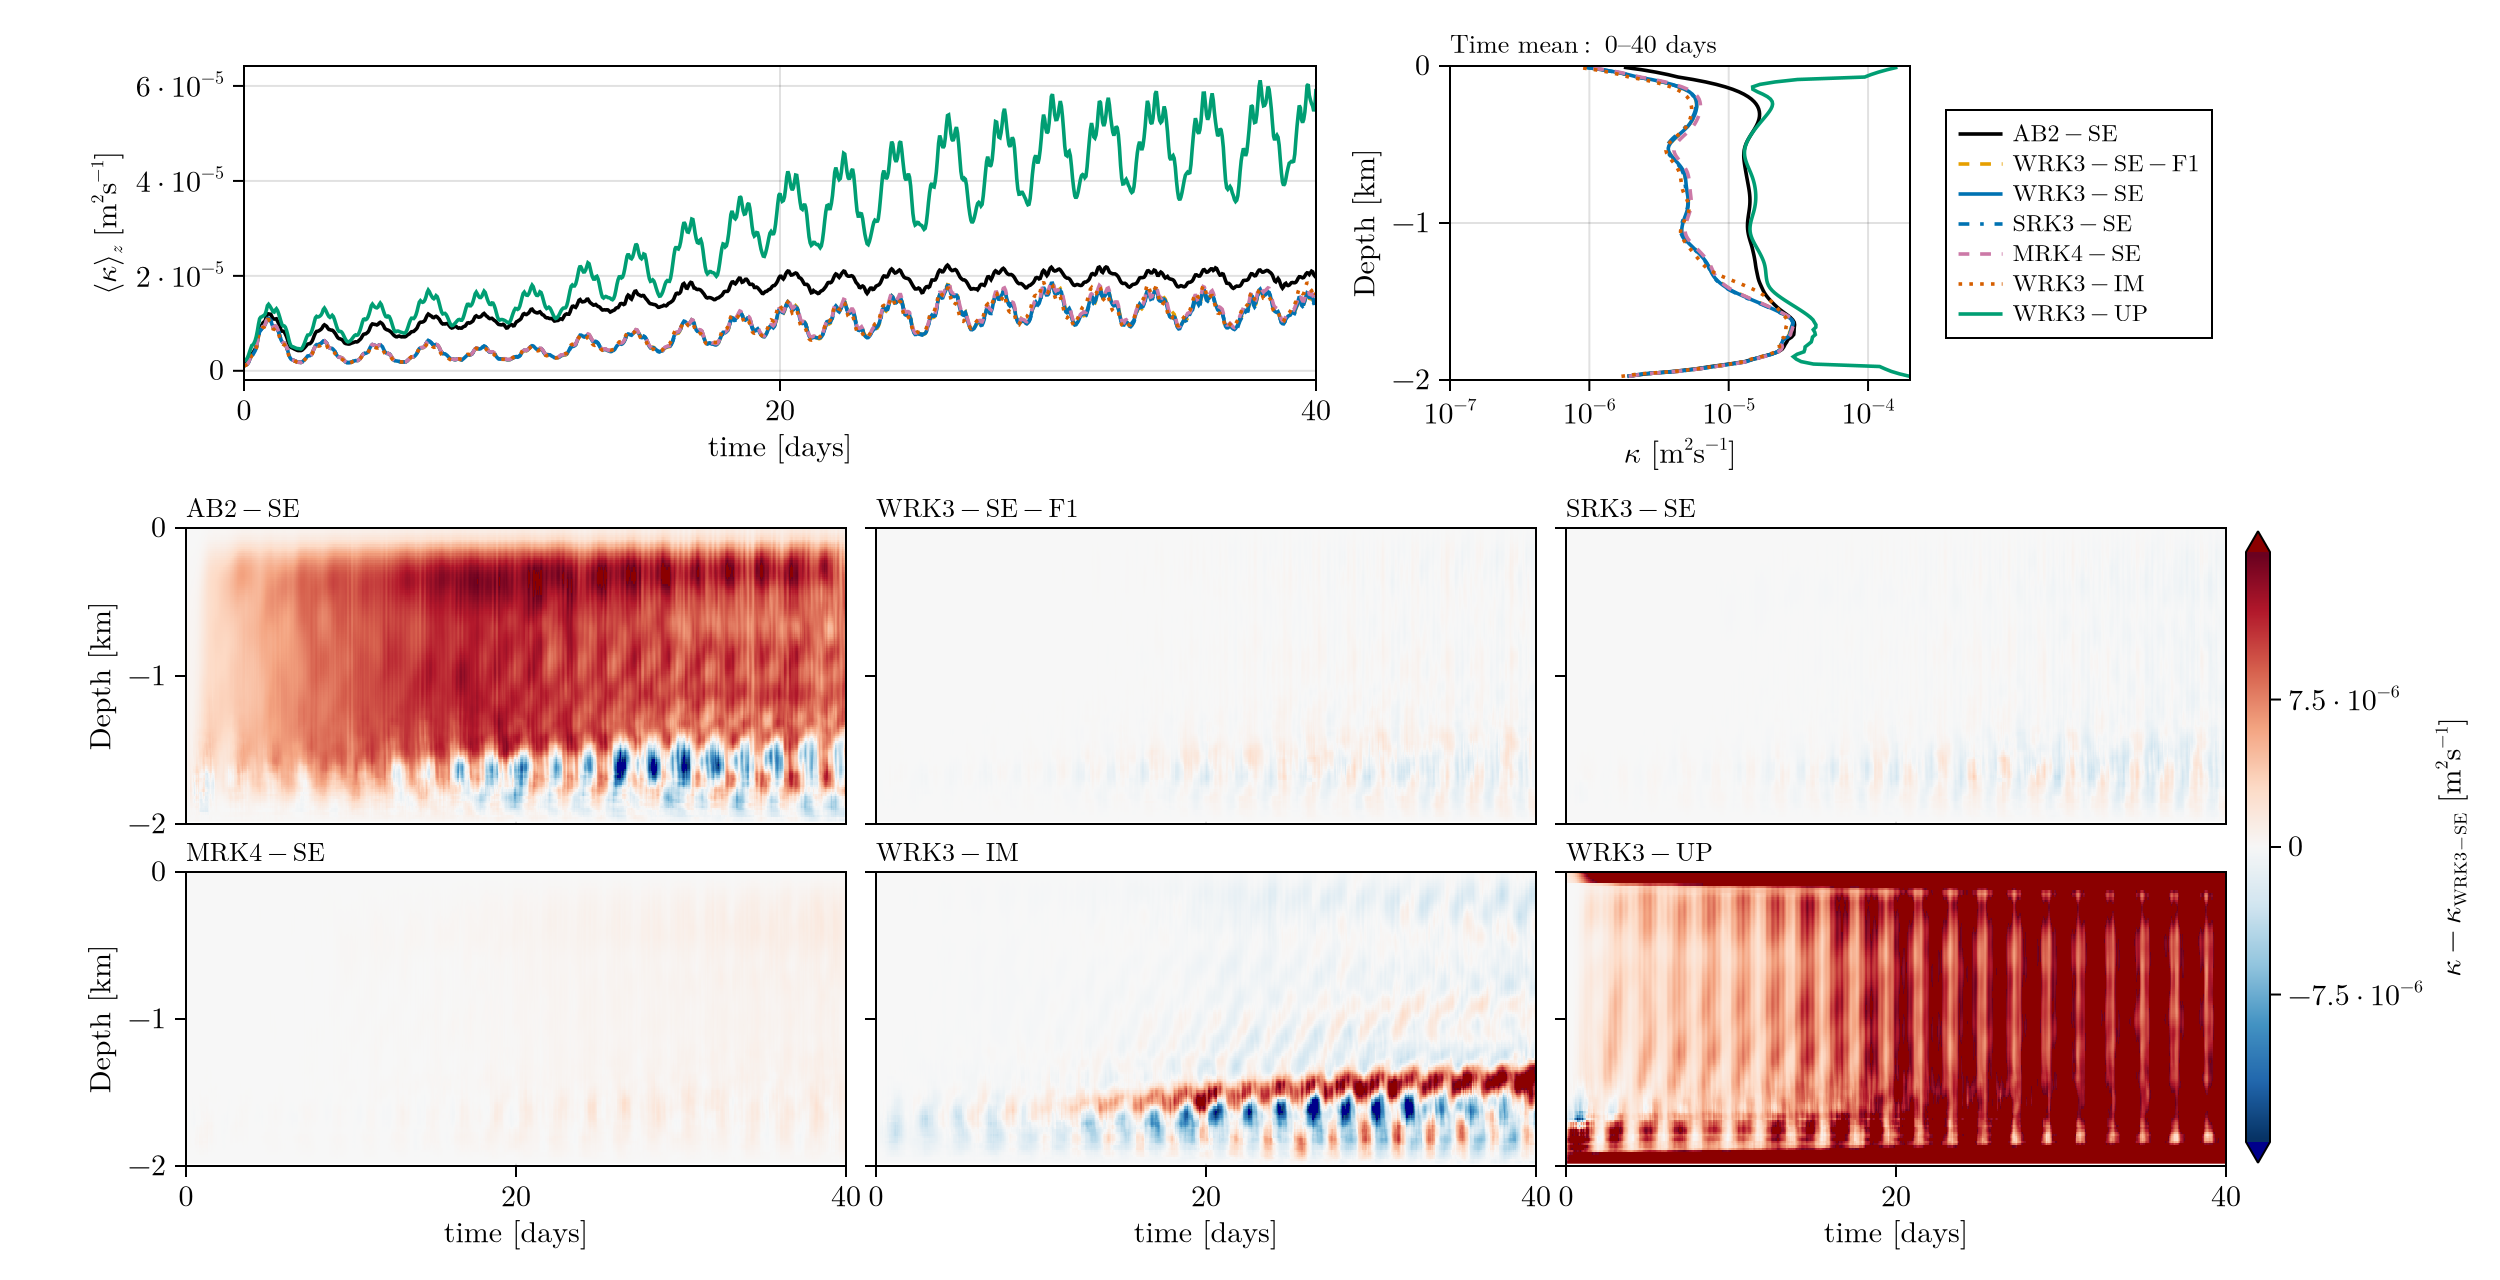 Time mean: 0–40 days
⟨κ⟩z [m²s⁻¹]
6 · 10⁻⁵
4 · 10⁻⁵
2 · 10⁻⁵
0
0 20 40
time [days]
Depth [km]
0
−1
−2
10⁻⁷ 10⁻⁶ 10⁻⁵ 10⁻⁴
κ [m²s⁻¹]
AB2 − SE
WRK3 − SE − F1
WRK3 − SE
SRK3 − SE
MRK4 − SE
WRK3 − IM
WRK3 − UP
AB2 − SE
WRK3 − SE − F1
SRK3 − SE
Depth [km]
0
−1
−2
MRK4 − SE
WRK3 − IM
WRK3 − UP
Depth [km]
0
−1
−2
0 20 40
0 20 40
0 20 40
time [days]
time [days]
time [days]
7.5 · 10⁻⁶
0
−7.5 · 10⁻⁶
κ − κWRK3−SE [m²s⁻¹]